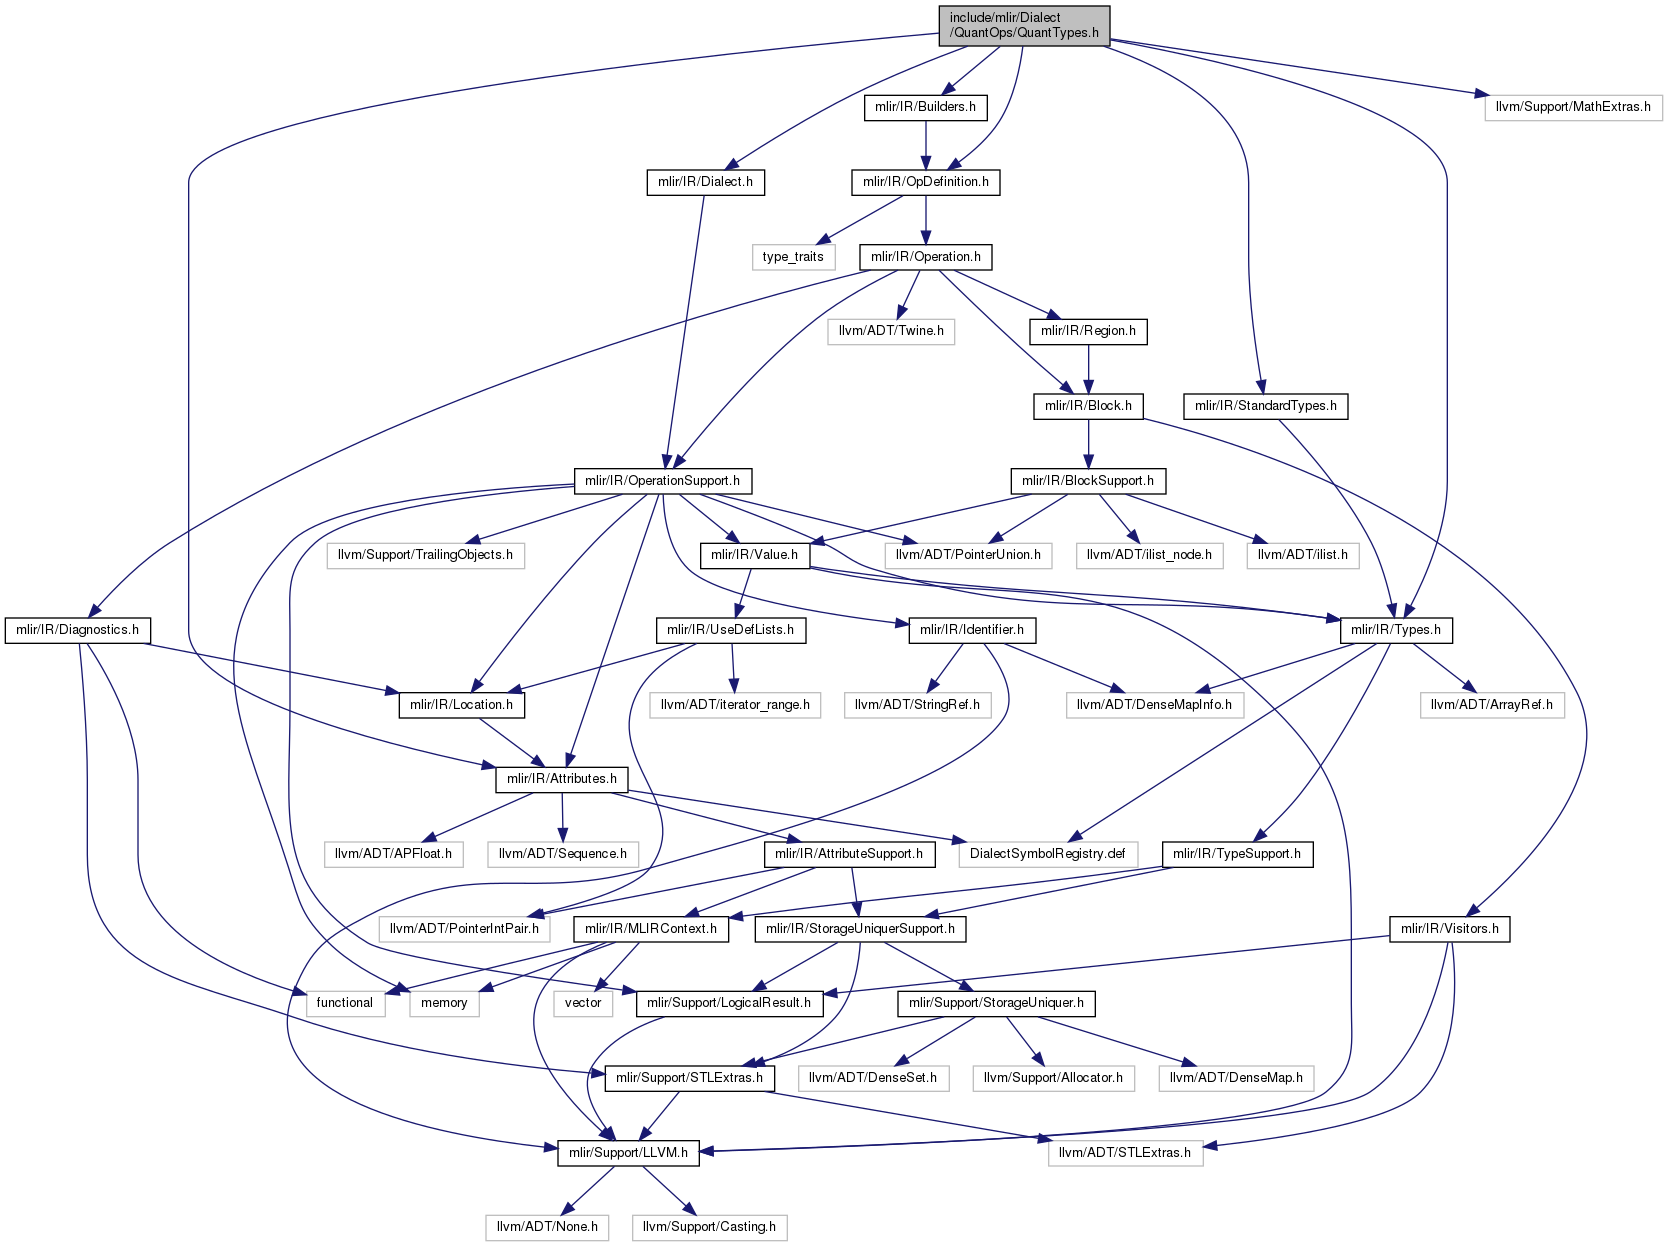 include/mlir/Dialect
/QuantOps/QuantTypes.h
mlir/IR/Builders.h
llvm/Support/MathExtras.h
mlir/IR/Dialect.h
mlir/IR/OpDefinition.h
type_traits
mlir/IR/Operation.h
llvm/ADT/Twine.h
mlir/IR/Region.h
mlir/IR/Block.h
mlir/IR/StandardTypes.h
mlir/IR/OperationSupport.h
mlir/IR/BlockSupport.h
llvm/Support/TrailingObjects.h
mlir/IR/Value.h
llvm/ADT/PointerUnion.h
llvm/ADT/ilist_node.h
llvm/ADT/ilist.h
mlir/IR/Diagnostics.h
mlir/IR/UseDefLists.h
mlir/IR/Identifier.h
mlir/IR/Types.h
mlir/IR/Location.h
llvm/ADT/iterator_range.h
llvm/ADT/StringRef.h
llvm/ADT/DenseMapInfo.h
llvm/ADT/ArrayRef.h
mlir/IR/Attributes.h
llvm/ADT/APFloat.h
llvm/ADT/Sequence.h
mlir/IR/AttributeSupport.h
DialectSymbolRegistry.def
mlir/IR/TypeSupport.h
llvm/ADT/PointerIntPair.h
mlir/IR/MLIRContext.h
mlir/IR/StorageUniquerSupport.h
mlir/IR/Visitors.h
functional
memory
vector
mlir/Support/LogicalResult.h
mlir/Support/StorageUniquer.h
mlir/Support/STLExtras.h
llvm/ADT/DenseSet.h
llvm/Support/Allocator.h
llvm/ADT/DenseMap.h
mlir/Support/LLVM.h
llvm/ADT/STLExtras.h
llvm/ADT/None.h
llvm/Support/Casting.h